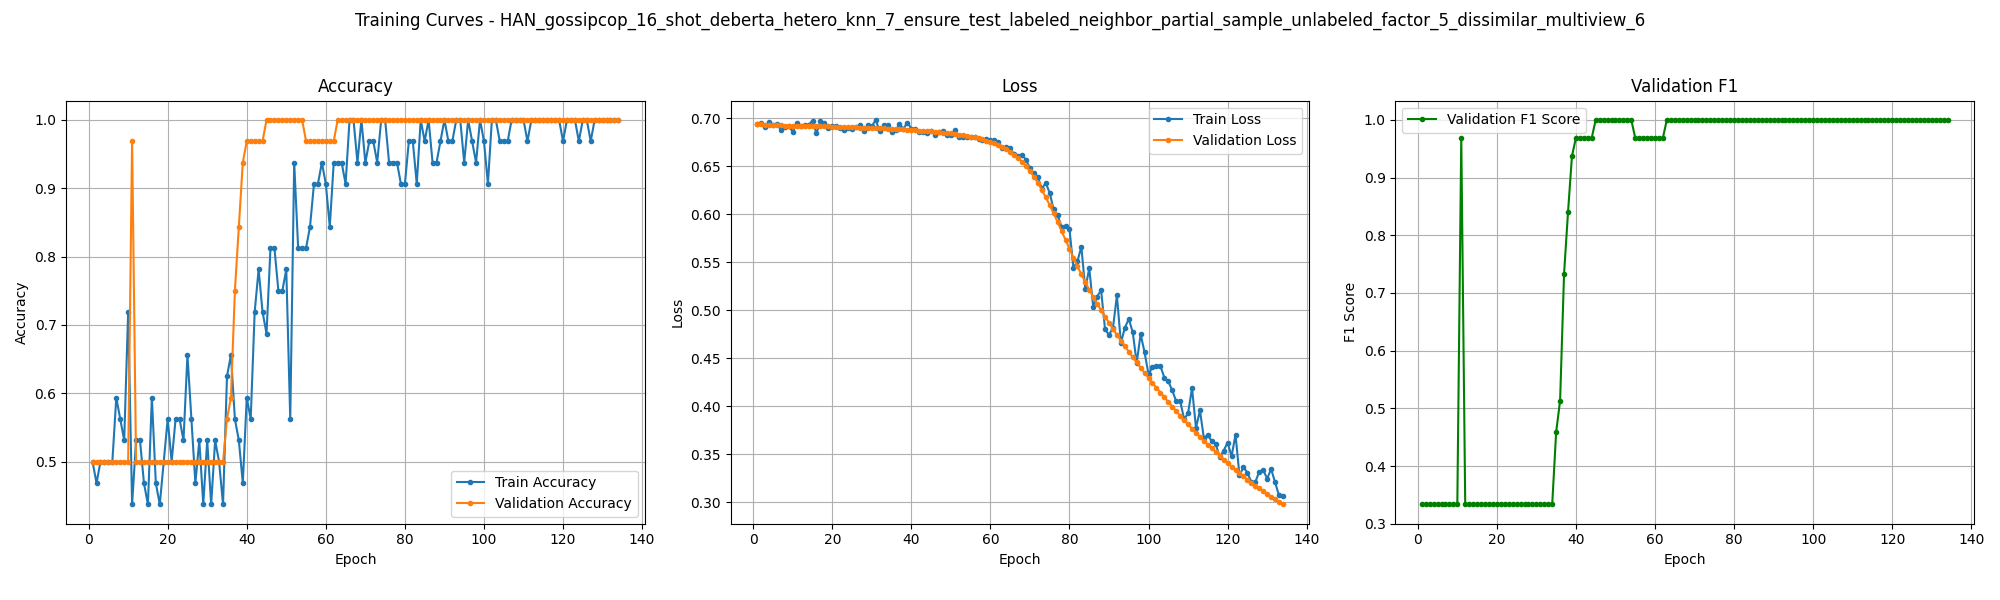 Training Curves - HAN_gossipcop_16_shot_deberta_hetero_knn_7_ensure_test_labeled_neighbor_partial_sample_unlabeled_factor_5_dissimilar_multiview_6
Accuracy
1.0
0.9
0.8
0.7
0.6
0.5
Accuracy
Train Accuracy
Validation Accuracy
0 20 40 60 80 100 120 140
Epoch
Loss
0.70
0.65
0.60
0.55
0.50
0.45
0.40
0.35
0.30
Loss
Train Loss
Validation Loss
0 20 40 60 80 100 120 140
Epoch
Validation F1
1.0
0.9
0.8
0.7
0.6
0.5
0.4
0.3
F1 Score
Validation F1 Score
0 20 40 60 80 100 120 140
Epoch